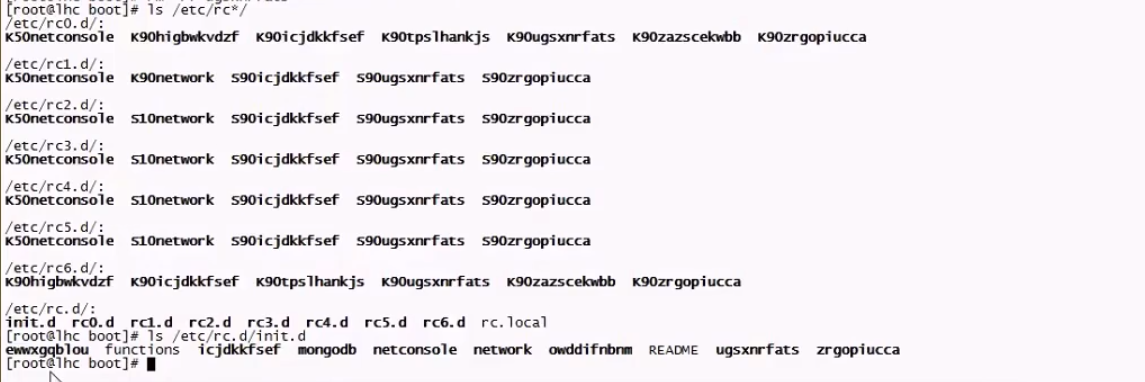 [root@lhc boot]# ls /etc/rc*/
/etc/rc0.d/:
K50netconsole K90higbwkvdzf K90icjdkkfsef K90tpslhankjs K90ugsxnrfats K90zazscekwbb K90zrgopiucca
/etc/rc1.d/:
K50netconsole K90network S90icjdkkfsef S90ugsxnrfats S90zrgopiucca
/etc/rc2.d/:
K50netconsole S10network S90icjdkkfsef S90ugsxnrfats S90zrgopiucca
/etc/rc3.d/:
K50netconsole S10network S90icjdkkfsef S90ugsxnrfats S90zrgopiucca
/etc/rc4.d/:
K50netconsole S10network S90icjdkkfsef S90ugsxnrfats S90zrgopiucca
/etc/rc5.d/:
K50netconsole S10network S90icjdkkfsef S90ugsxnrfats S90zrgopiucca
/etc/rc6.d/:
K90higbwkvdzf K90icjdkkfsef K90tpslhankjs K90ugsxnrfats K90zazscekwbb K90zrgopiucca
/etc/rc.d/:
init.d rc0.d rc1.d rc2.d rc3.d rc4.d rc5.d rc6.d rc.local
[root@lhc boot]# ls /etc/rc.d/init.d
ewwxgqblou functions icjdkkfsef mongodb netconsole network owddifnbnm README ugsxnrfats zrgopiucca
[root@lhc boot]#